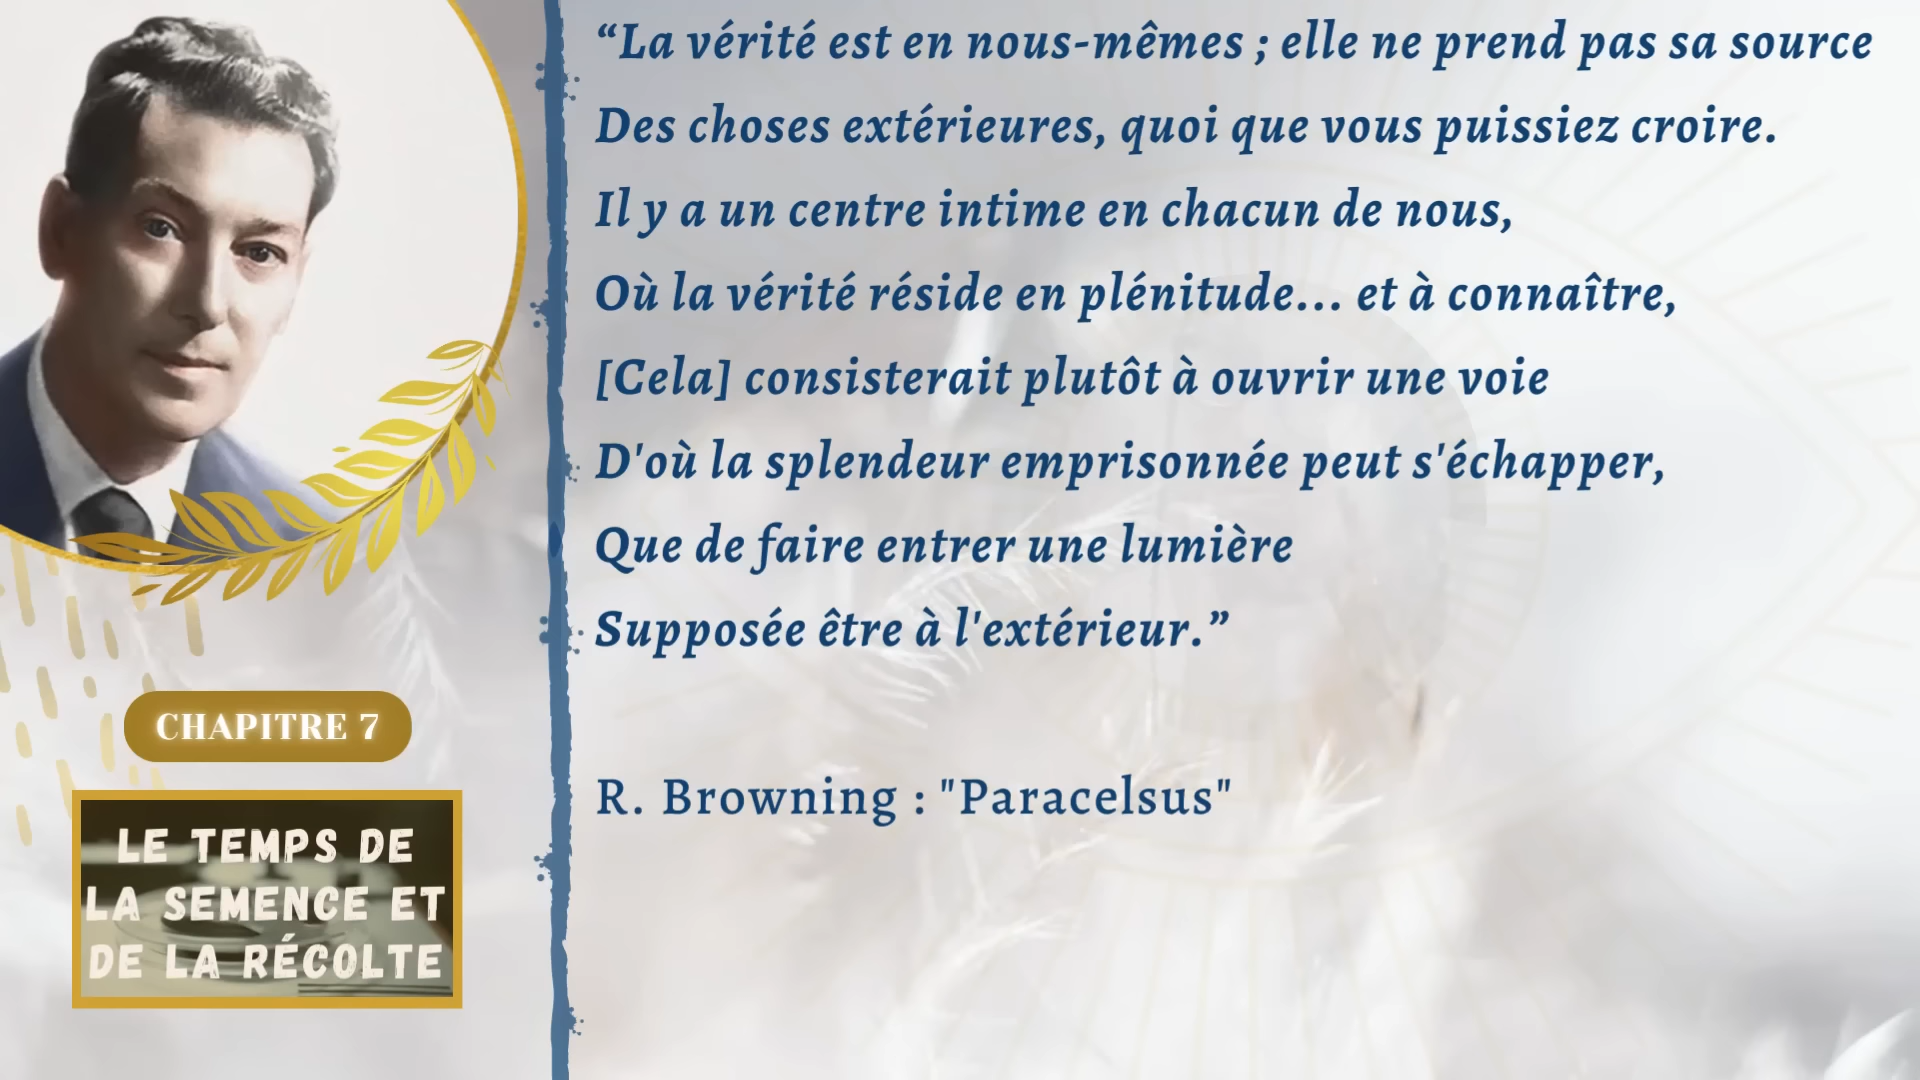 “La vérité est en nous-mêmes ; elle ne prend pas sa source
Des choses extérieures, quoi que vous puissiez croire.
Il y a un centre intime en chacun de nous,
Où la vérité réside en plénitude... et à connaître,
[Cela] consisterait plutôt à ouvrir une voie
D'où la splendeur emprisonnée peut s'échapper,
Que de faire entrer une lumière
Supposée être à l'extérieur.”
R. Browning : "Paracelsus"
CHAPITRE 7
LE TEMPS DE
LA SEMENCE ET
DE LA RÉCOLTE